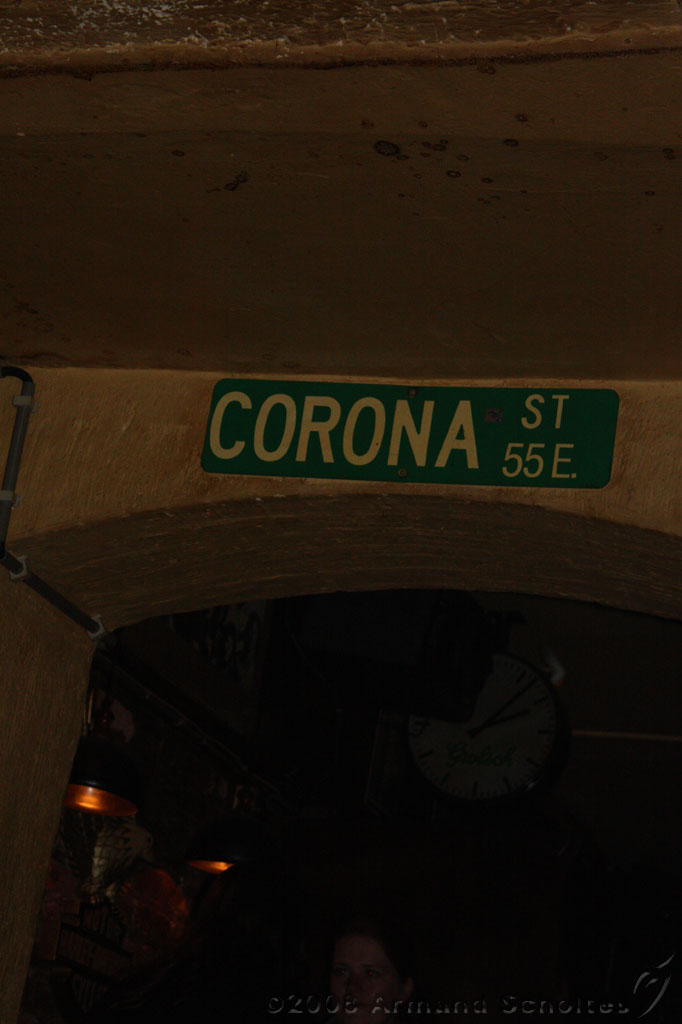 CORONA ST
55 E.
Grolsch
©2008 Armand Scholtes